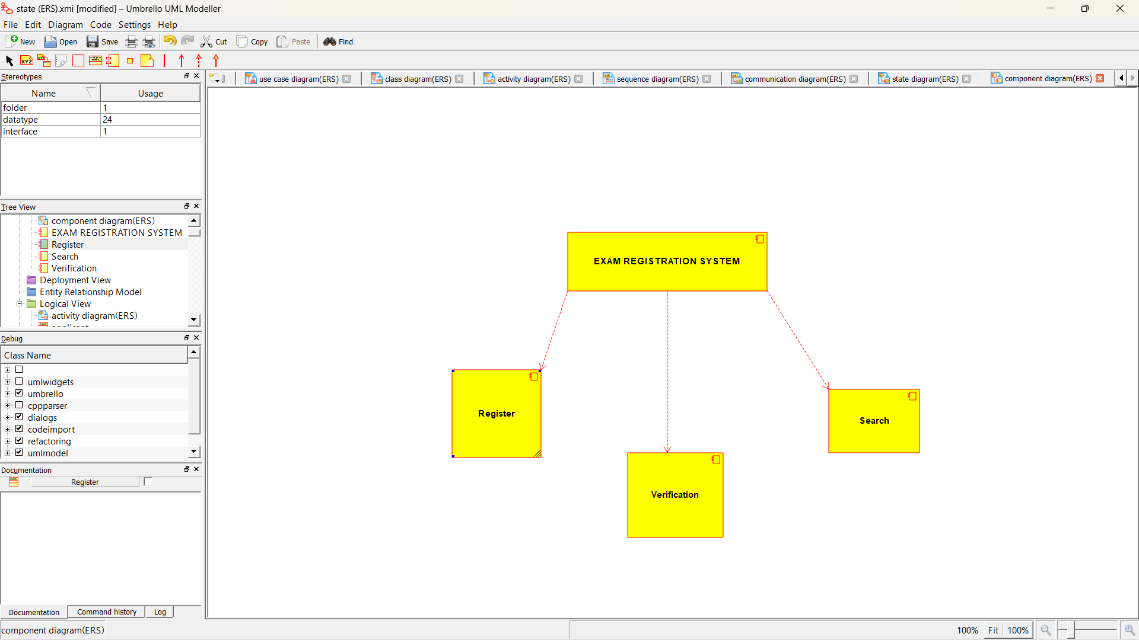 state (ERS).xmi [modified] – Umbrello UML Modeller
File Edit Diagram Code Settings Help
New Open Save Cut Copy Paste Find
Stereotypes
Name Usage
folder 1
datatype 24
interface 1
use case diagram(ERS) class diagram(ERS) activity diagram(ERS) sequence diagram(ERS) communication diagram(ERS) state diagram(ERS) component diagram(ERS)
Tree View
component diagram(ERS)
EXAM REGISTRATION SYSTEM
Register
Search
Verification
Deployment View
Entity Relationship Model
Logical View
activity diagram(ERS)
Debug
Class Name
umlwidgets
umbrello
cppparser
dialogs
codeimport
refactoring
umlmodel
Documentation
Register
Documentation Command history Log
EXAM REGISTRATION SYSTEM
Register
Search
Verification
component diagram(ERS) 100% Fit 100%